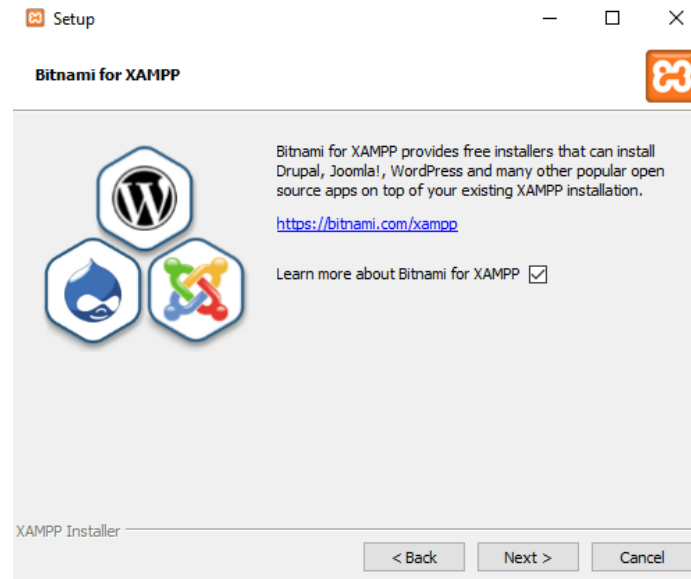 Setup
Bitnami for XAMPP
Bitnami for XAMPP provides free installers that can install
Drupal, Joomla!, WordPress and many other popular open
source apps on top of your existing XAMPP installation.
https://bitnami.com/xampp
Learn more about Bitnami for XAMPP
XAMPP Installer
< Back Next > Cancel